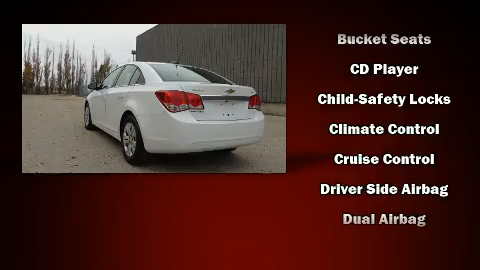 Bucket Seats
CD Player
Child-Safety Locks
Climate Control
Cruise Control
Driver Side Airbag
Dual Airbag